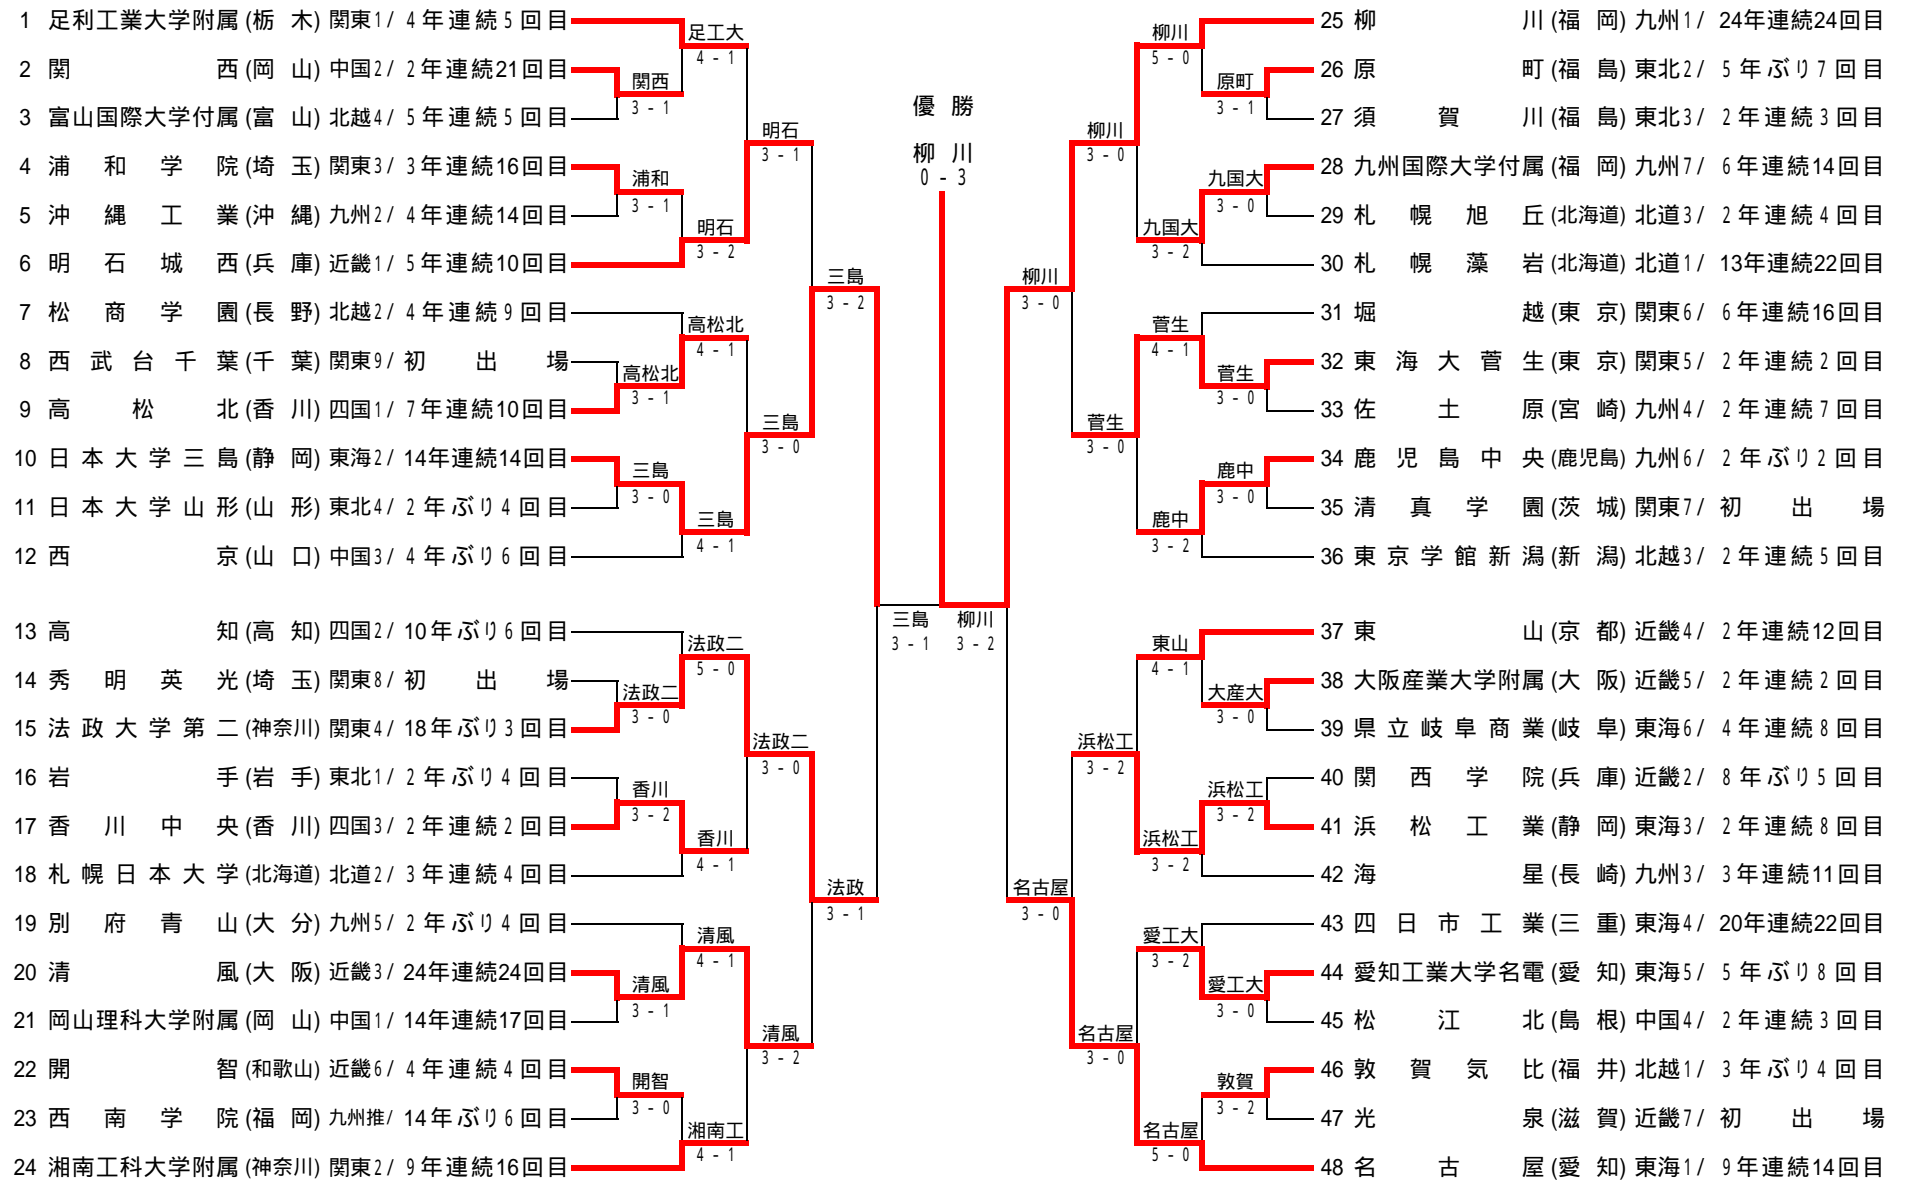 1 足利工業大学附属 (栃 木) 関東1/ 4年連続5回目
2 関 西 (岡 山) 中国2/ 2年連続21回目
3 富山国際大学付属 (富 山) 北越4/ 5年連続5回目
4 浦 和 学 院 (埼 玉) 関東3/ 3年連続16回目
5 沖 縄 工 業 (沖 縄) 九州2/ 4年連続14回目
6 明 石 城 西 (兵 庫) 近畿1/ 5年連続10回目
7 松 商 学 園 (長 野) 北越2/ 4年連続9回目
8 西 武 台 千 葉 (千 葉) 関東9/ 初 出 場
9 高 松 北 (香 川) 四国1/ 7年連続10回目
10 日 本 大 学 三 島 (静 岡) 東海2/ 14年連続14回目
11 日 本 大 学 山 形 (山 形) 東北4/ 2年ぶり4回目
12 西 京 (山 口) 中国3/ 4年ぶり6回目
13 高 知 (高 知) 四国2/ 10年ぶり6回目
14 秀 明 英 光 (埼 玉) 関東8/ 初 出 場
15 法 政 大 学 第 二 (神奈川) 関東4/ 18年ぶり3回目
16 岩 手 (岩 手) 東北1/ 2年ぶり4回目
17 香 川 中 央 (香 川) 四国3/ 2年連続2回目
18 札 幌 日 本 大 学 (北海道) 北道2/ 3年連続4回目
19 別 府 青 山 (大 分) 九州5/ 2年ぶり4回目
20 清 風 (大 阪) 近畿3/ 24年連続24回目
21 岡山理科大学附属 (岡 山) 中国1/ 14年連続17回目
22 開 智 (和歌山) 近畿6/ 4年連続4回目
23 西 南 学 院 (福 岡) 九州推/ 14年ぶり6回目
24 湘南工科大学附属 (神奈川) 関東2/ 9年連続16回目
関西
3 - 1
浦和
3 - 1
高松北
3 - 1
三島
3 - 0
法政二
3 - 0
香川
3 - 2
清風
3 - 1
開智
3 - 0
足工大
4 - 1
明石
3 - 2
高松北
4 - 1
三島
4 - 1
法政二
5 - 0
香川
4 - 1
清風
4 - 1
湘南工
4 - 1
明石
3 - 1
三島
3 - 0
法政二
3 - 0
清風
3 - 2
三島
3 - 2
法政
3 - 1
三島
3 - 1
優 勝
柳 川
0 - 3
柳川
3 - 2
柳川
3 - 0
名古屋
3 - 0
柳川
3 - 0
菅生
3 - 0
浜松工
3 - 2
名古屋
3 - 0
柳川
5 - 0
九国大
3 - 2
菅生
4 - 1
鹿中
3 - 2
東山
4 - 1
浜松工
3 - 2
愛工大
3 - 2
名古屋
5 - 0
原町
3 - 1
九国大
3 - 0
菅生
3 - 0
鹿中
3 - 0
大産大
3 - 0
浜松工
3 - 2
愛工大
3 - 0
敦賀
3 - 2
25 柳 川 (福 岡) 九州1/ 24年連続24回目
26 原 町 (福 島) 東北2/ 5年ぶり7回目
27 須 賀 川 (福 島) 東北3/ 2年連続3回目
28 九州国際大学付属 (福 岡) 九州7/ 6年連続14回目
29 札 幌 旭 丘 (北海道) 北道3/ 2年連続4回目
30 札 幌 藻 岩 (北海道) 北道1/ 13年連続22回目
31 堀 越 (東 京) 関東6/ 6年連続16回目
32 東 海 大 菅 生 (東 京) 関東5/ 2年連続2回目
33 佐 土 原 (宮 崎) 九州4/ 2年連続7回目
34 鹿 児 島 中 央 (鹿児島) 九州6/ 2年ぶり2回目
35 清 真 学 園 (茨 城) 関東7/ 初 出 場
36 東 京 学 館 新 潟 (新 潟) 北越3/ 2年連続5回目
37 東 山 (京 都) 近畿4/ 2年連続12回目
38 大阪産業大学附属 (大 阪) 近畿5/ 2年連続2回目
39 県 立 岐 阜 商 業 (岐 阜) 東海6/ 4年連続8回目
40 関 西 学 院 (兵 庫) 近畿2/ 8年ぶり5回目
41 浜 松 工 業 (静 岡) 東海3/ 2年連続8回目
42 海 星 (長 崎) 九州3/ 3年連続11回目
43 四 日 市 工 業 (三 重) 東海4/ 20年連続22回目
44 愛知工業大学名電 (愛 知) 東海5/ 5年ぶり8回目
45 松 江 北 (島 根) 中国4/ 2年連続3回目
46 敦 賀 気 比 (福 井) 北越1/ 3年ぶり4回目
47 光 泉 (滋 賀) 近畿7/ 初 出 場
48 名 古 屋 (愛 知) 東海1/ 9年連続14回目